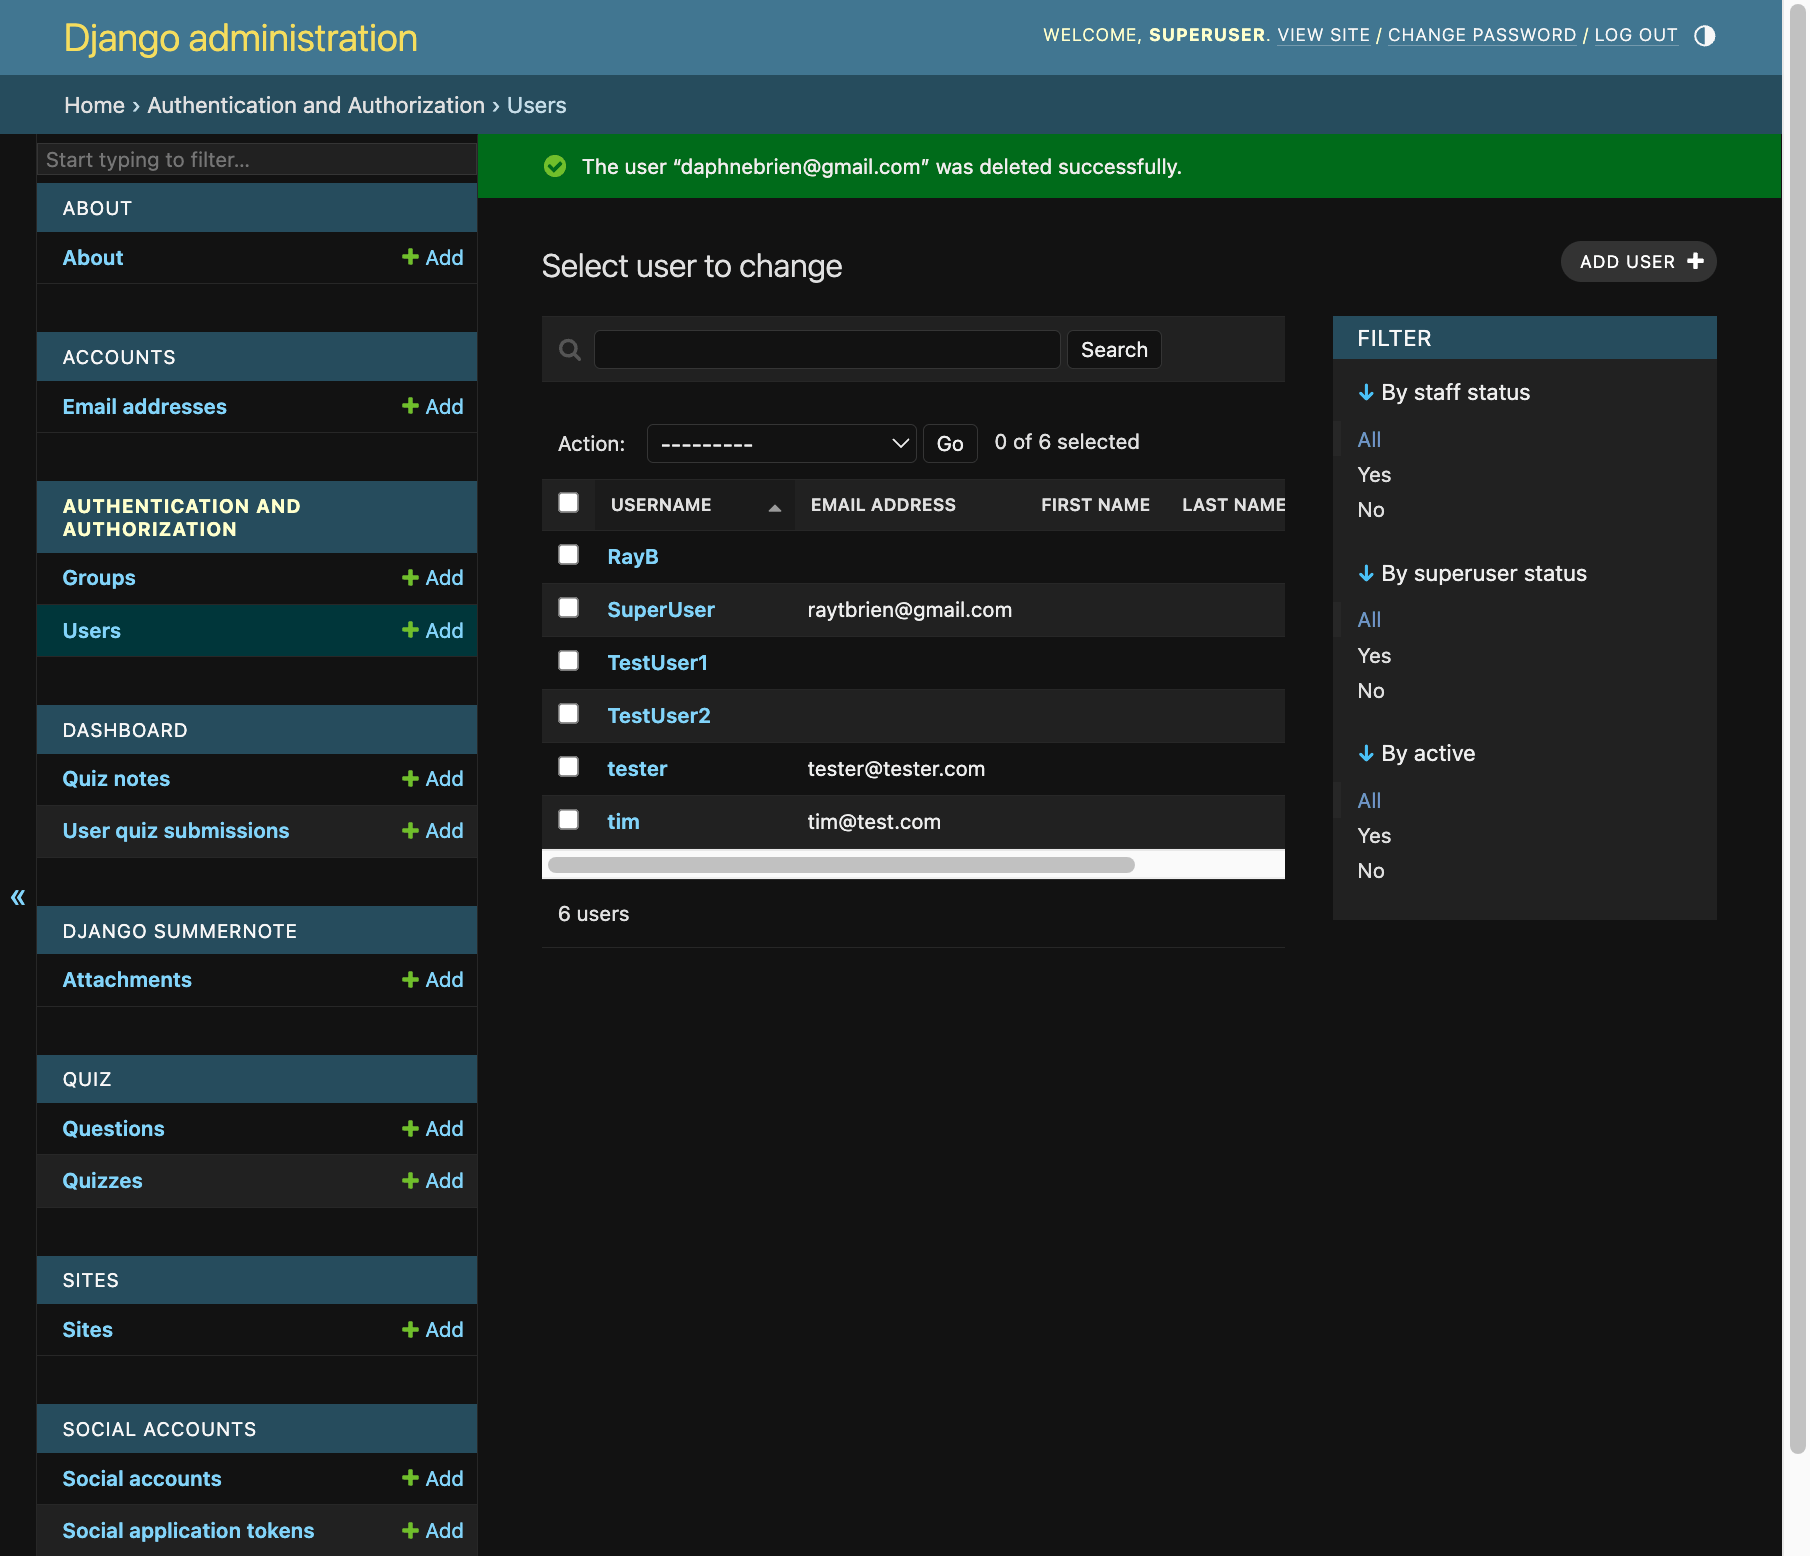 Django administration
WELCOME, SUPERUSER. VIEW SITE / CHANGE PASSWORD / LOG OUT
Home › Authentication and Authorization › Users
Start typing to filter...
ABOUT
About
Add
ACCOUNTS
Email addresses
Add
AUTHENTICATION AND
AUTHORIZATION
Groups
Add
Users
Add
DASHBOARD
Quiz notes
Add
User quiz submissions
Add
«
DJANGO SUMMERNOTE
Attachments
Add
QUIZ
Questions
Add
Quizzes
Add
SITES
Sites
Add
SOCIAL ACCOUNTS
Social accounts
Add
Social application tokens
Add
The user “daphnebrien@gmail.com” was deleted successfully.
Select user to change
ADD USER
Search
Action:
---------
Go
0 of 6 selected
USERNAME EMAIL ADDRESS FIRST NAME LAST NAME
RayB
SuperUser raytbrien@gmail.com
TestUser1
TestUser2
tester tester@tester.com
tim tim@test.com
6 users
FILTER
By staff status
All
Yes
No
By superuser status
All
Yes
No
By active
All
Yes
No